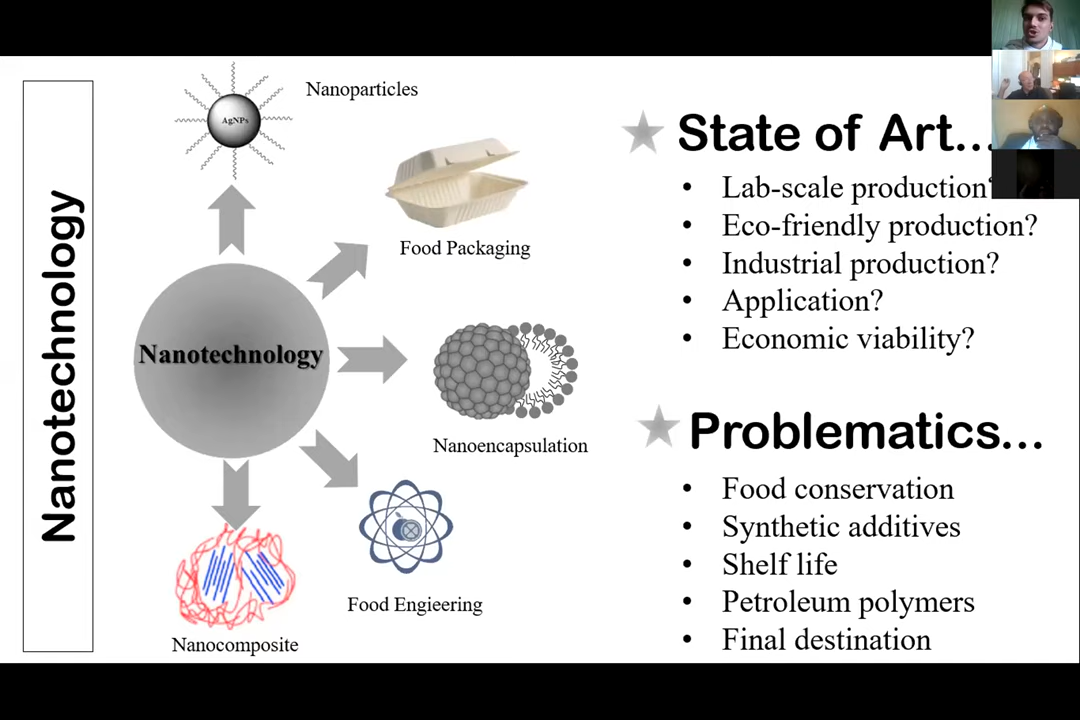 Nanotechnology
Nanoparticles
AgNPs
Food Packaging
Nanotechnology
Nanoencapsulation
Food Engieering
Nanocomposite
State of Art...
• Lab-scale production?
• Eco-friendly production?
• Industrial production?
• Application?
• Economic viability?
Problematics...
• Food conservation
• Synthetic additives
• Shelf life
• Petroleum polymers
• Final destination